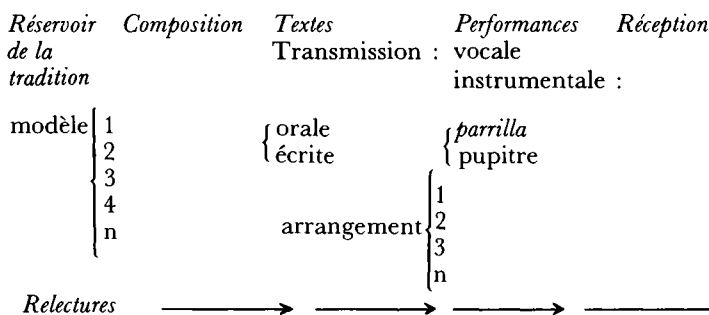 Réservoir Composition Textes Performances Réception
de la Transmission : vocale
tradition instrumentale :
modèle 1 orale parrilla
2 écrite pupitre
3
4 1
n arrangement 2
3
n
Relectures